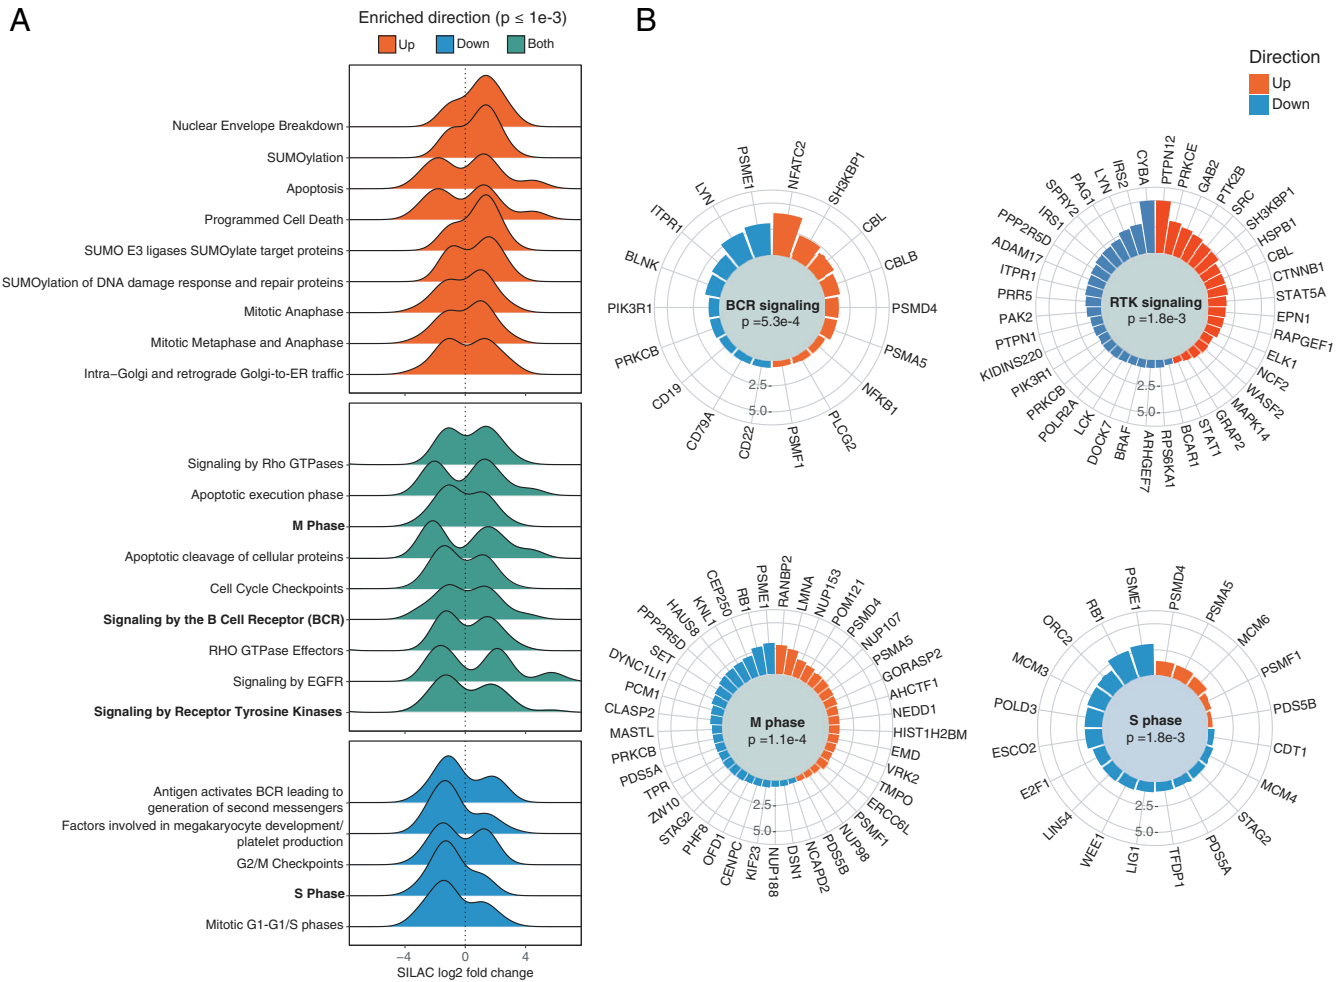 A
Enriched direction (p ≤ 1e-3)
Up
Down
Both
Nuclear Envelope Breakdown
SUMOylation
Apoptosis
Programmed Cell Death
SUMO E3 ligases SUMOylate target proteins
SUMOylation of DNA damage response and repair proteins
Mitotic Anaphase
Mitotic Metaphase and Anaphase
Intra−Golgi and retrograde Golgi-to-ER traffic
Signaling by Rho GTPases
Apoptotic execution phase
M Phase
Apoptotic cleavage of cellular proteins
Cell Cycle Checkpoints
Signaling by the B Cell Receptor (BCR)
RHO GTPase Effectors
Signaling by EGFR
Signaling by Receptor Tyrosine Kinases
Antigen activates BCR leading to
generation of second messengers
Factors involved in megakaryocyte development/
platelet production
G2/M Checkpoints
S Phase
Mitotic G1-G1/S phases
−4
0
4
SILAC log2 fold change
B
Direction
Up
Down
BCR signaling
p =5.3e-4
NFATC2
SH3KBP1
CBL
CBLB
PSMD4
PSMA5
NFKB1
PLCG2
PSMF1
CD22
CD79A
CD19
PRKCB
PIK3R1
BLNK
ITPR1
LYN
PSME1
2.5-
5.0-
RTK signaling
p =1.8e-3
PTPN12
PRKCE
GAB2
PTK2B
SRC
SH3KBP1
HSPB1
CBL
CTNNB1
STAT5A
EPN1
RAPGEF1
ELK1
NCF2
WASF2
MAPK14
GRAP2
STAT1
BCAR1
RPS6KA1
ARHGEF7
BRAF
DOCK7
LCK
POLR2A
PRKCB
PIK3R1
KIDINS220
PTPN1
PAK2
PRR5
ITPR1
ADAM17
PPP2R5D
IRS1
SPRY2
PAG1
LYN
IRS2
CYBA
2.5-
5.0-
M phase
p =1.1e-4
RANBP2
LMNA
NUP153
POM121
PSMD4
NUP107
PSMA5
GORASP2
AHCTF1
NEDD1
HIST1H2BM
EMD
VRK2
TMPO
ERCC6L
PSMF1
NUP98
PDS5B
NCAPD2
DSN1
NUP188
KIF23
CENPC
OFD1
PHF8
STAG2
ZW10
TPR
PDS5A
PRKCB
MASTL
CLASP2
PCM1
DYNC1LI1
SET
PPP2R5D
HAUS8
KNL1
CEP250
RB1
PSME1
2.5-
5.0-
S phase
p =1.8e-3
PSMD4
PSMA5
MCM6
PSMF1
PDS5B
CDT1
MCM4
STAG2
PDS5A
TFDP1
LIG1
WEE1
LIN54
E2F1
ESCO2
POLD3
MCM3
ORC2
RB1
PSME1
2.5-
5.0-